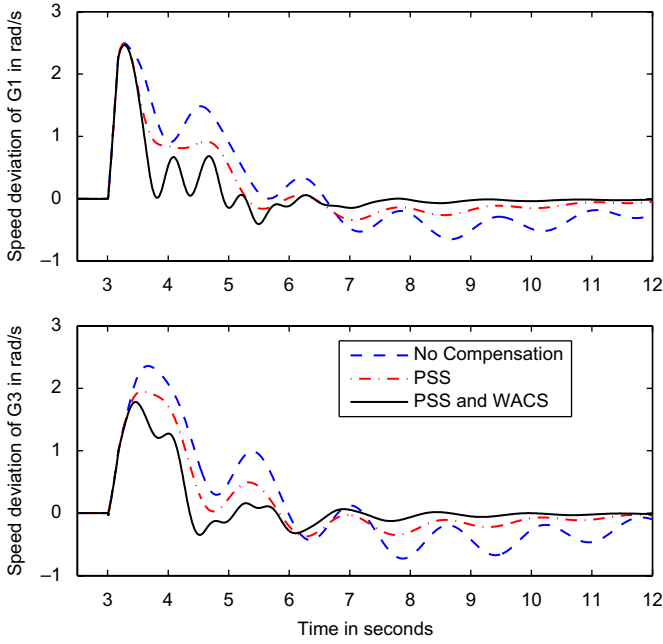 3
2
1
0
–1
Speed deviation of G1 in rad/s
3 4 5 6 7 8 9 10 11 12
3
2
1
0
–1
Speed deviation of G3 in rad/s
No Compensation
PSS
PSS and WACS
3 4 5 6 7 8 9 10 11 12
Time in seconds